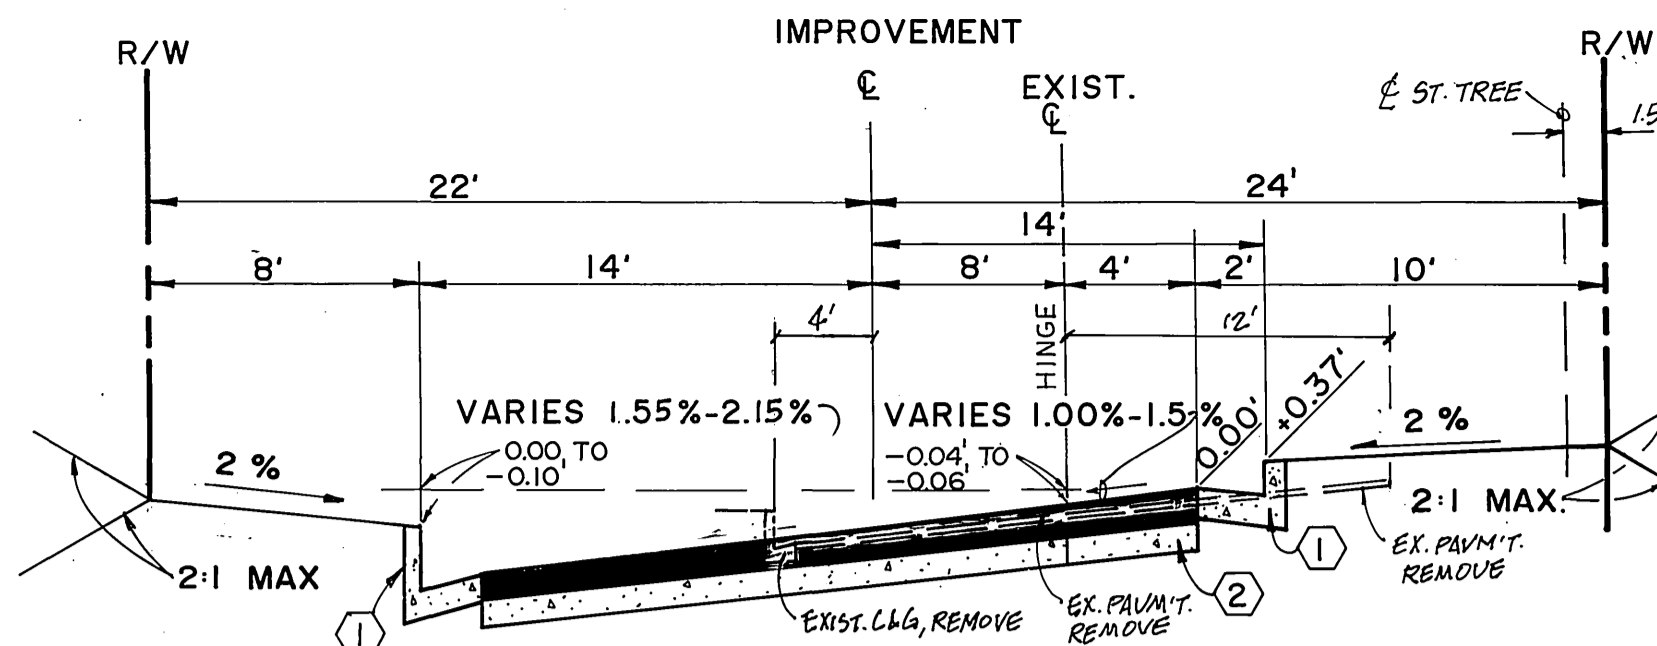 IMPROVEMENT
R/W
R/W
℄
EXIST.
℄
℄ ST. TREE
1.5
22'
24'
14'
8'
14'
8'
4'
2'
10'
4'
12'
HINGE
VARIES 1.55%-2.15%
VARIES 1.00%-1.5 %
0.00'
+0.37'
2 %
0.00 TO
-0.10'
-0.04' TO
-0.06'
2 %
2:1 MAX
2:1 MAX.
1
1
2
EXIST. C&G, REMOVE
EX. PAVM'T.
REMOVE
EX. PAVM'T.
REMOVE